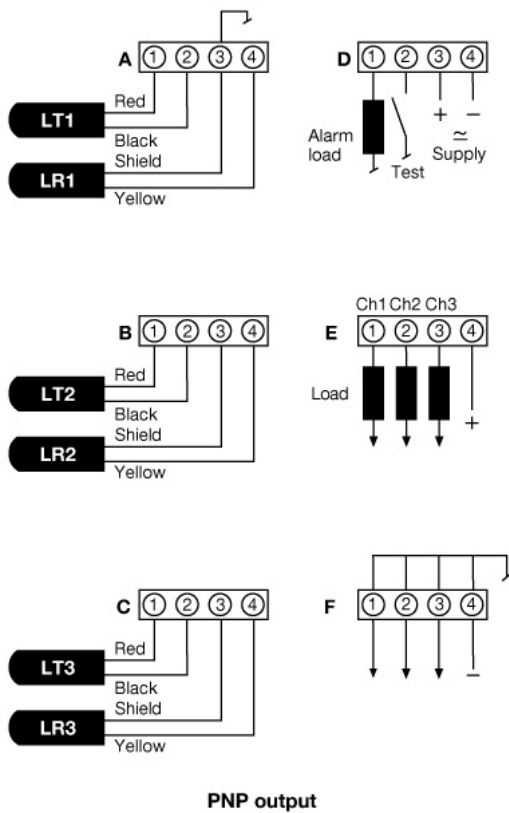 A 1 2 3 4
Red
LT1
Black
Shield
LR1
Yellow
D 1 2 3 4
+ −
Alarm
load
≃
Supply
Test
B 1 2 3 4
Red
LT2
Black
Shield
LR2
Yellow
Ch1 Ch2 Ch3
E 1 2 3 4
Load
+
C 1 2 3 4
Red
LT3
Black
Shield
LR3
Yellow
F 1 2 3 4
−
PNP output